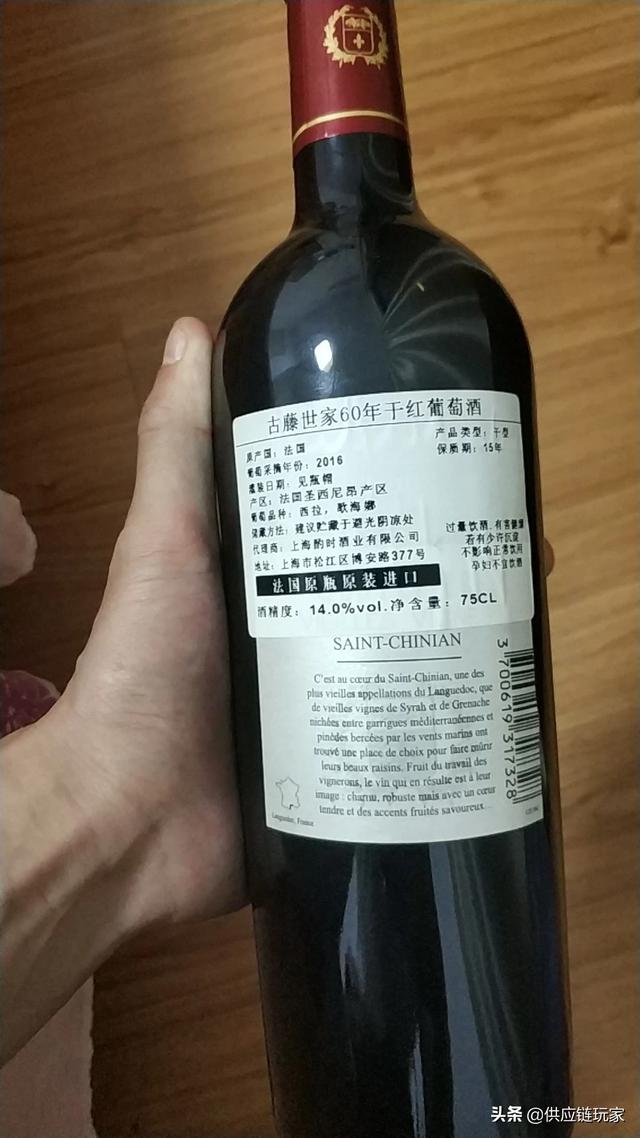 古藤世家60年干红葡萄酒
原产国：法国
产品类型：干型
葡萄采摘年份：2016
保质期：15年
灌装日期：见瓶帽
产区：法国圣西尼昂产区
葡萄品种：西拉，歌海娜
保藏方法：建议贮藏于避光阴凉处
代理商：上海酌时酒业有限公司
地址：上海市松江区博安路377号
过量饮酒.有害健康
若有少许沉淀
不影响正常饮用
孕妇不宜饮酒
法国原瓶原装进口
酒精度：14.0%vol.净含量：75CL
SAINT-CHINIAN
C'est au cœur du Saint-Chinian, une des
plus vieilles appellations du Languedoc, que
de vieilles vignes de Syrah et de Grenache
nichées entre garrigues méditerranéennes et
pinèdes bercées par les vents marins ont
trouvé une place de choix pour faire mûrir
leurs beaux raisins. Fruit du travail des
vignerons, le vin qui en résulte est à leur
image : charnu, robuste mais avec un cœur
tendre et des accents fruités savoureux...
Languedoc, France
3 700619 317328
头条 @供应链玩家